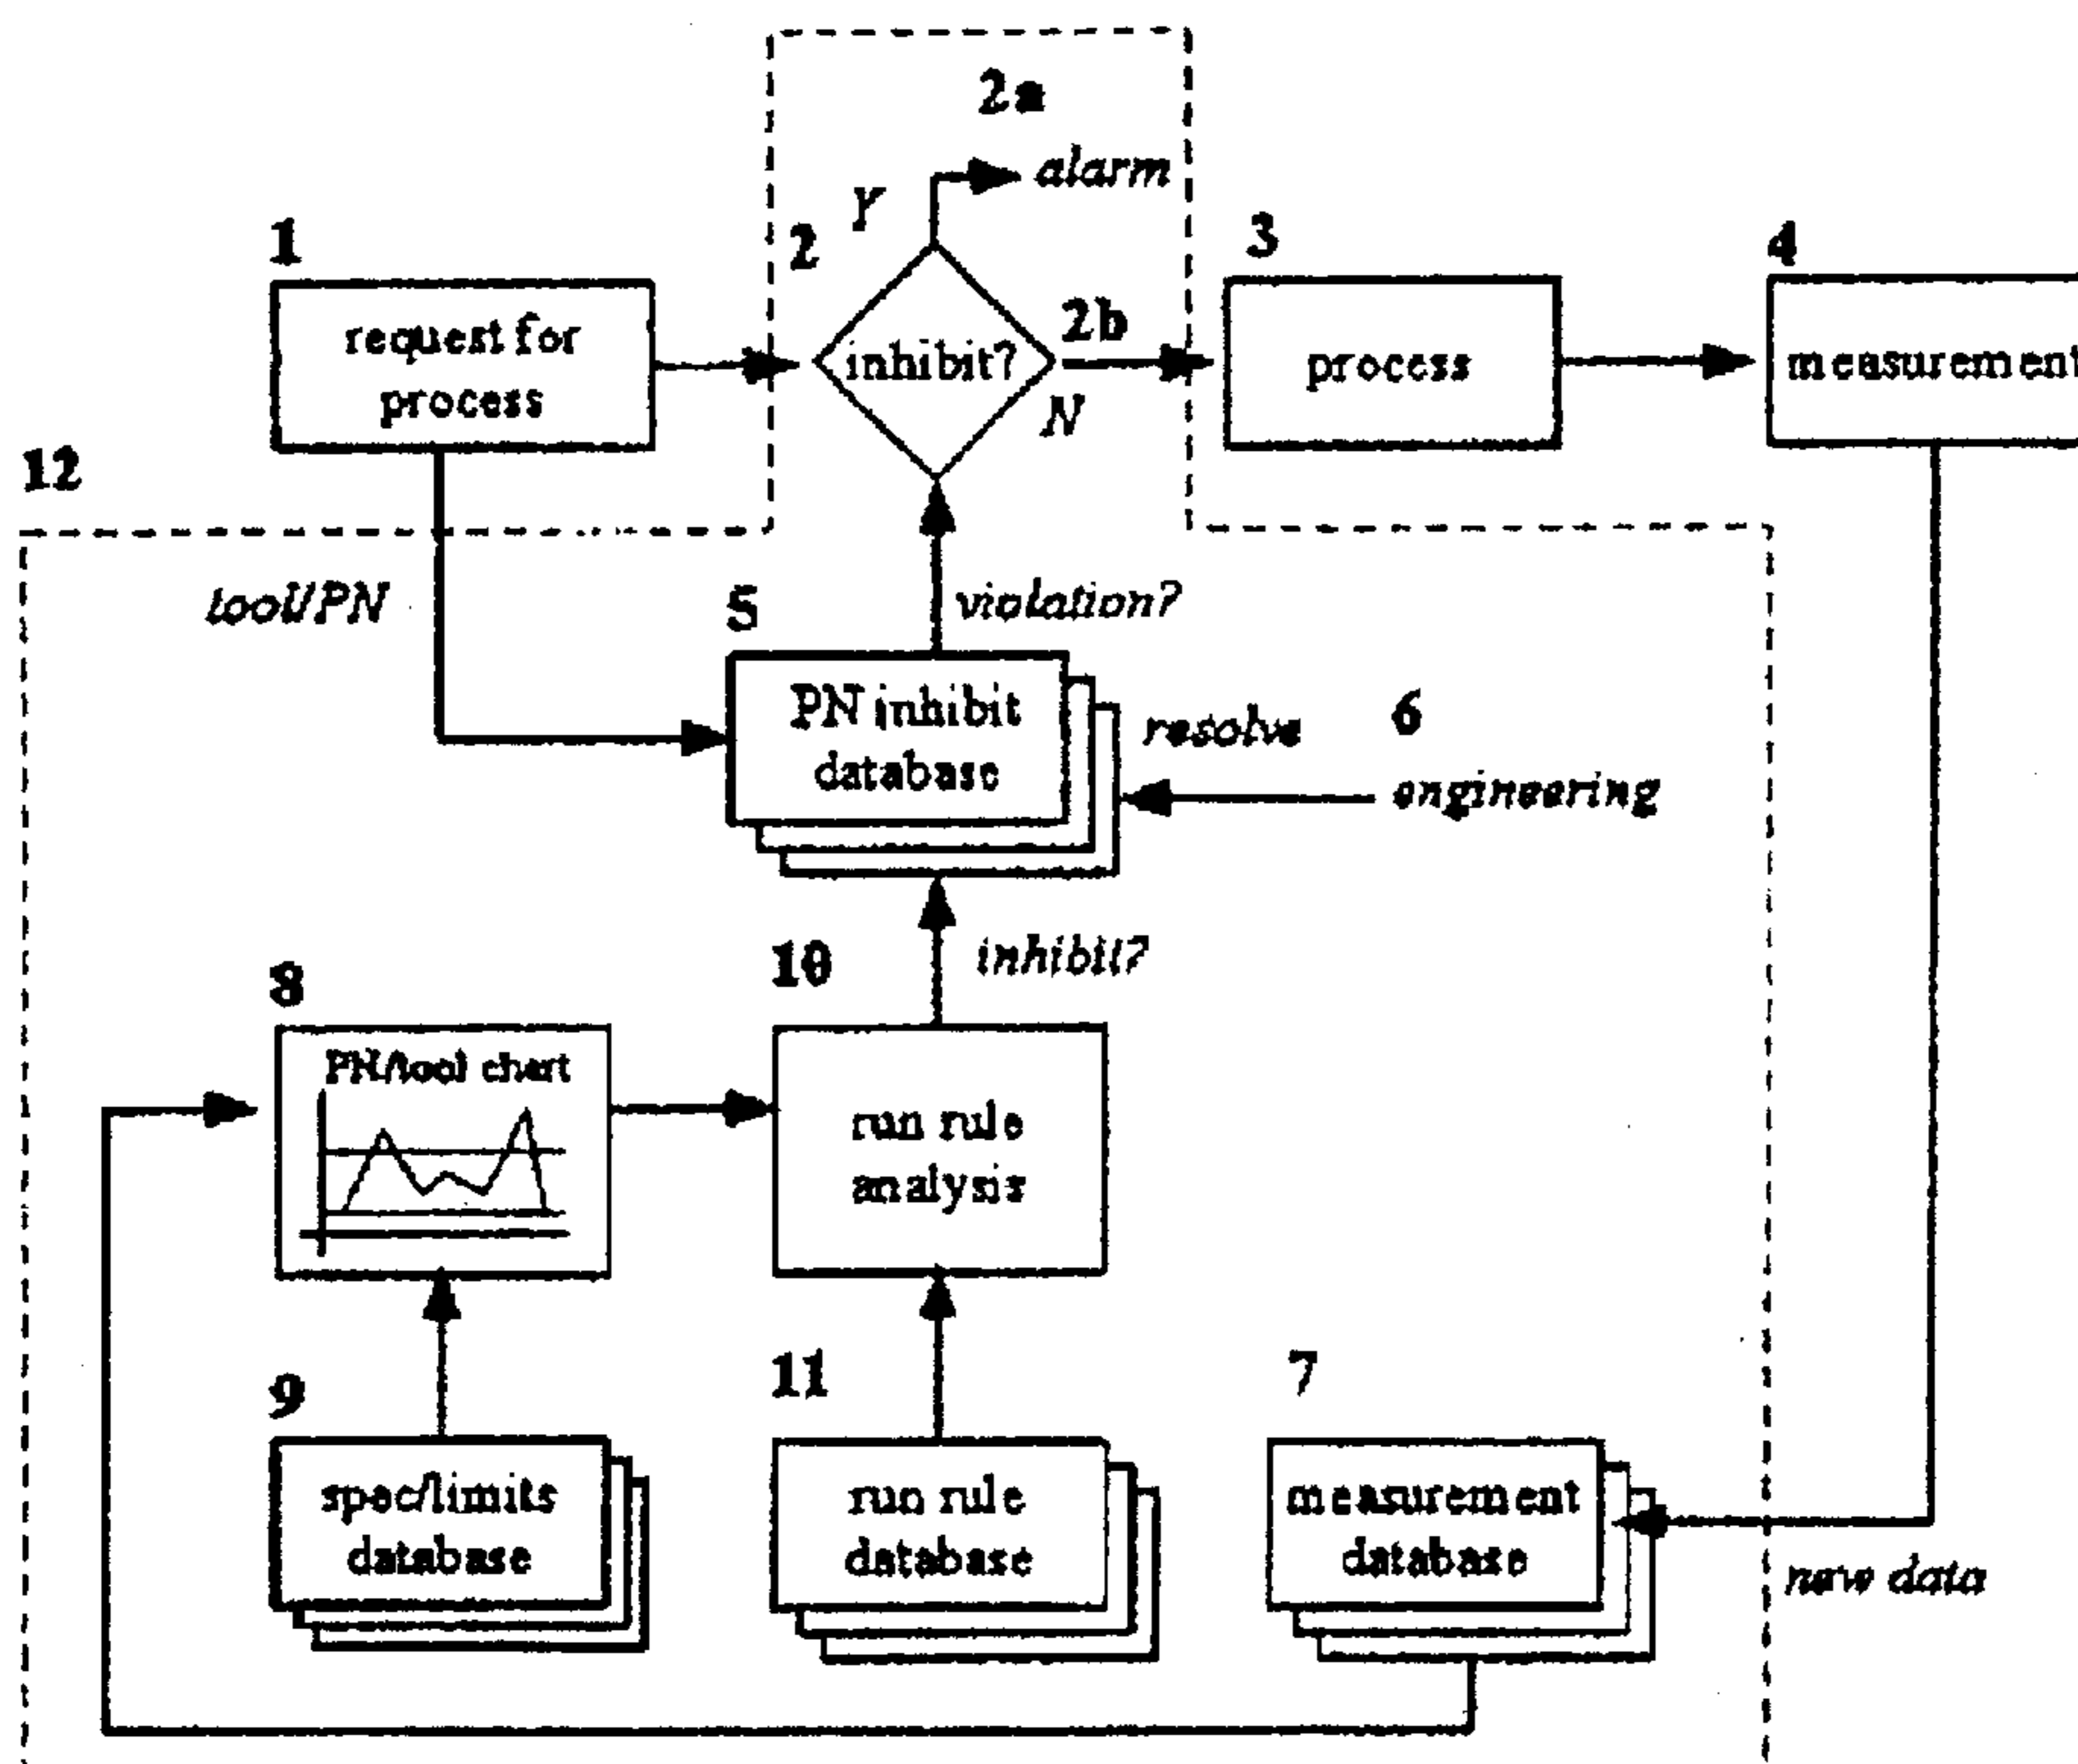 2a
alarm
Y
1
2
3
4
request for
process
inhibit?
2b
N
process
measurement
12
tool/PN
5
violation?
PN inhibit
database
resolve
6
engineering
8
10
inhibit?
PN/tool chart
run rule
analysis
9
11
7
spec/limits
database
run rule
database
measurement
database
new data